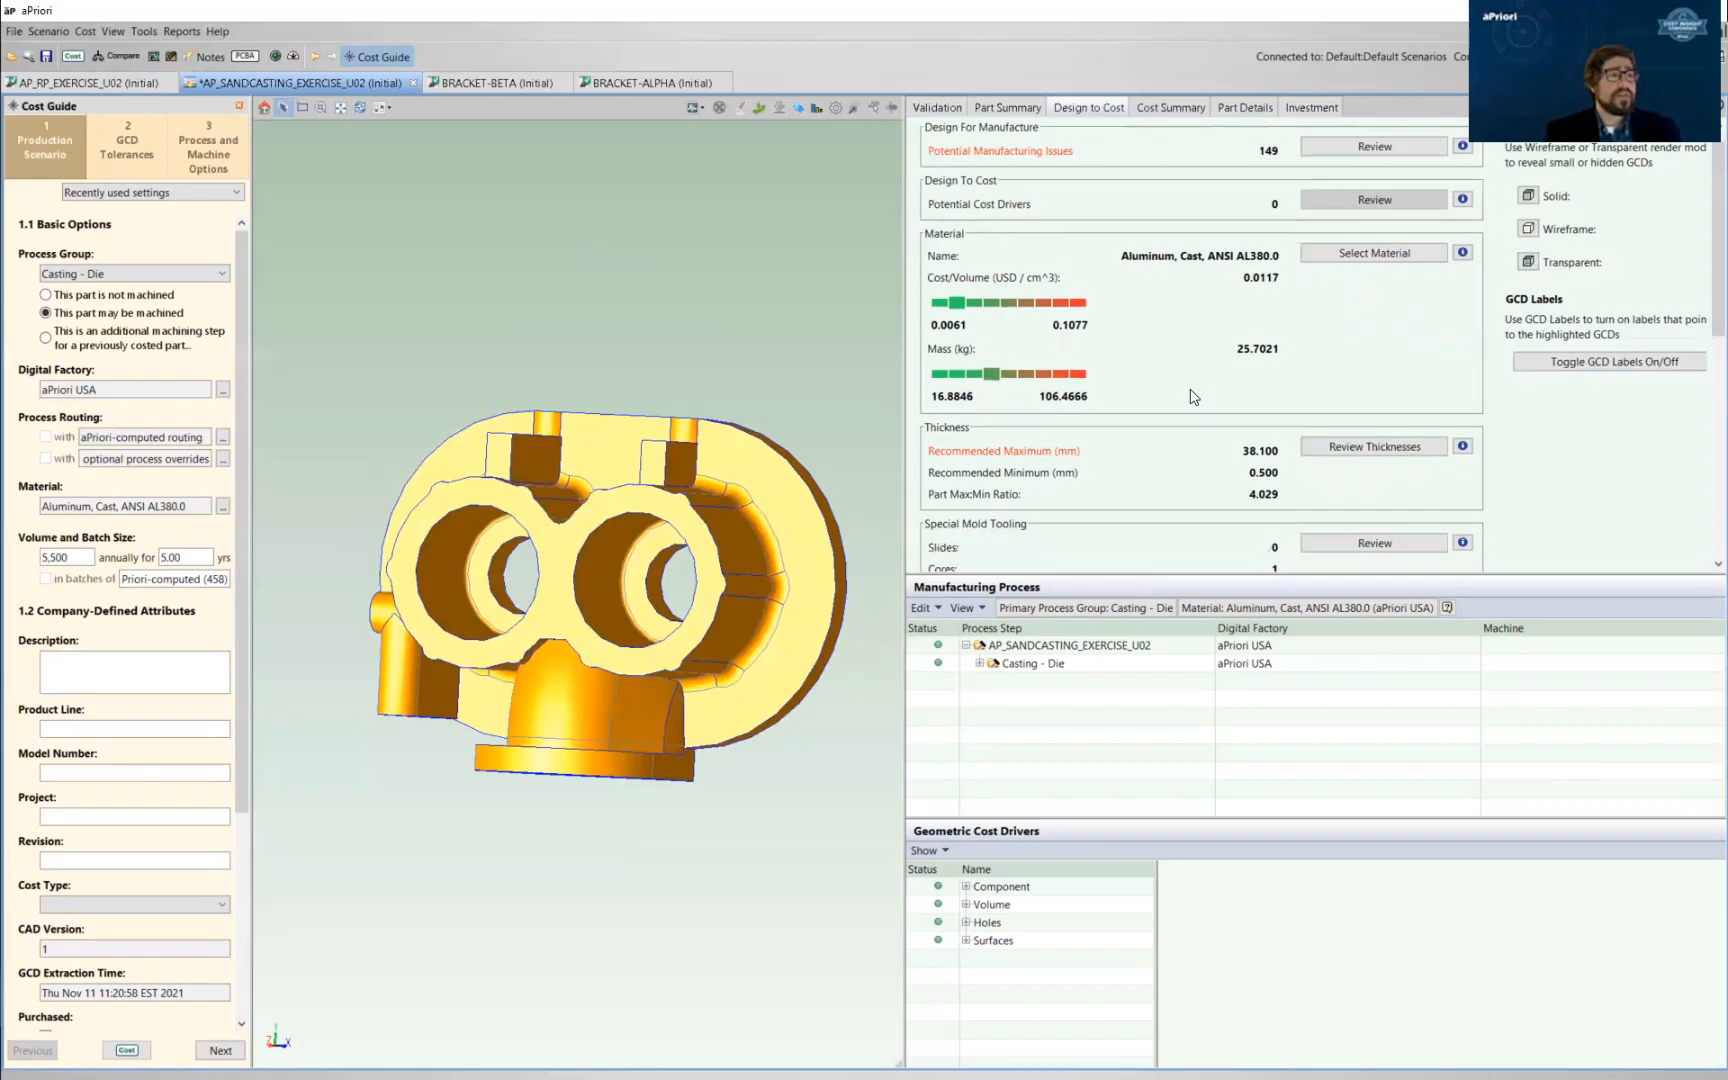 aP aPriori
File Scenario Cost View Tools Reports Help
Cost Compare Notes PCBA Cost Guide
Connected to: Default:Default Scenarios Co
aPriori
AP_RP_EXERCISE_U02 (Initial)
*AP_SANDCASTING_EXERCISE_U02 (Initial)
BRACKET-BETA (Initial)
BRACKET-ALPHA (Initial)
Cost Guide
1 Production Scenario
2 GCD Tolerances
3 Process and Machine Options
Recently used settings
1.1 Basic Options
Process Group:
Casting - Die
This part is not machined
This part may be machined
This is an additional machining step
for a previously costed part...
Digital Factory:
aPriori USA ...
Process Routing:
with aPriori-computed routing ...
with optional process overrides ...
Material:
Aluminum, Cast, ANSI AL380.0 ...
Volume and Batch Size:
5,500 annually for 5.00 yrs
in batches of Priori-computed (458)
1.2 Company-Defined Attributes
Description:
Product Line:
Model Number:
Project:
Revision:
Cost Type:
CAD Version:
1
GCD Extraction Time:
Thu Nov 11 11:20:58 EST 2021
Purchased:
Previous Cost Next
Z X
Validation Part Summary Design to Cost Cost Summary Part Details Investment
Design For Manufacture
Potential Manufacturing Issues 149 Review
Design To Cost
Potential Cost Drivers 0 Review
Material
Name: Aluminum, Cast, ANSI AL380.0 Select Material
Cost/Volume (USD / cm^3): 0.0117
0.0061 0.1077
Mass (kg): 25.7021
16.8846 106.4666
Thickness
Recommended Maximum (mm) 38.100 Review Thicknesses
Recommended Minimum (mm) 0.500
Part Max:Min Ratio: 4.029
Special Mold Tooling
Slides: 0 Review
Cores: 1
Use Wireframe or Transparent render mod
to reveal small or hidden GCDs
Solid:
Wireframe:
Transparent:
GCD Labels
Use GCD Labels to turn on labels that poin
to the highlighted GCDs
Toggle GCD Labels On/Off
Manufacturing Process
Edit View Primary Process Group: Casting - Die Material: Aluminum, Cast, ANSI AL380.0 (aPriori USA)
Status Process Step Digital Factory Machine
AP_SANDCASTING_EXERCISE_U02 aPriori USA
Casting - Die aPriori USA
Geometric Cost Drivers
Show
Status Name
Component
Volume
Holes
Surfaces